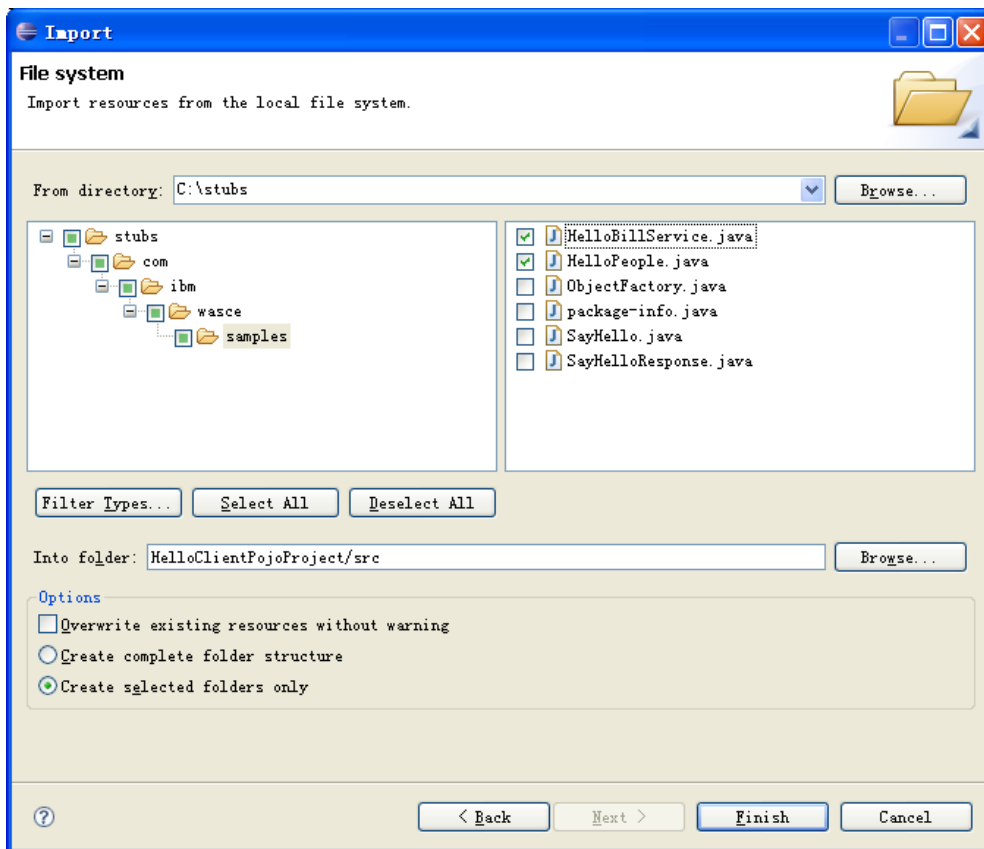 Import
File system
Import resources from the local file system.
From directory: C:\stubs Browse...
stubs
com
ibm
wasce
samples
HelloBillService.java
HelloPeople.java
ObjectFactory.java
package-info.java
SayHello.java
SayHelloResponse.java
Filter Types... Select All Deselect All
Into folder: HelloClientPojoProject/src Browse...
Options
Overwrite existing resources without warning
Create complete folder structure
Create selected folders only
? < Back Next > Finish Cancel